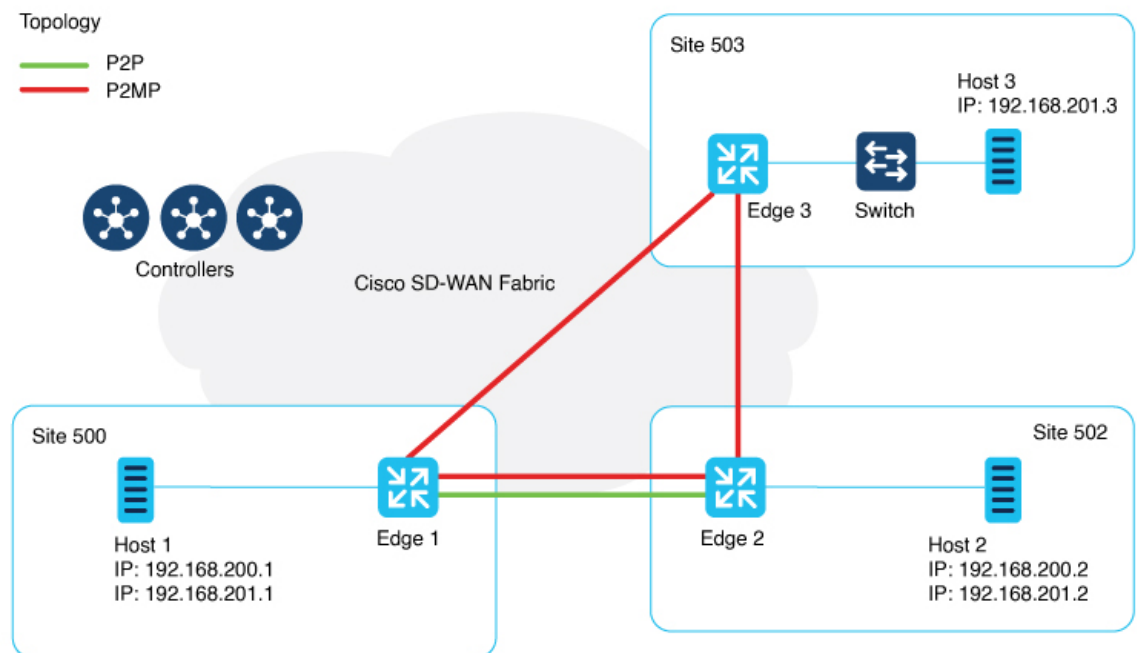 Topology
P2P
P2MP
Site 503
Host 3
IP: 192.168.201.3
Edge 3
Switch
Controllers
Cisco SD-WAN Fabric
Site 500
Site 502
Edge 1
Edge 2
Host 1
IP: 192.168.200.1
IP: 192.168.201.1
Host 2
IP: 192.168.200.2
IP: 192.168.201.2